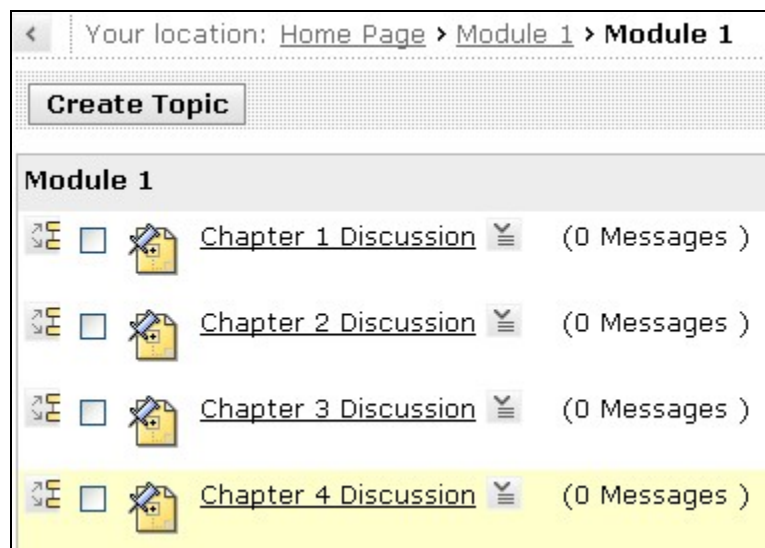 Your location: Home Page > Module 1 > Module 1
Create Topic
Module 1
Chapter 1 Discussion (0 Messages )
Chapter 2 Discussion (0 Messages )
Chapter 3 Discussion (0 Messages )
Chapter 4 Discussion (0 Messages )